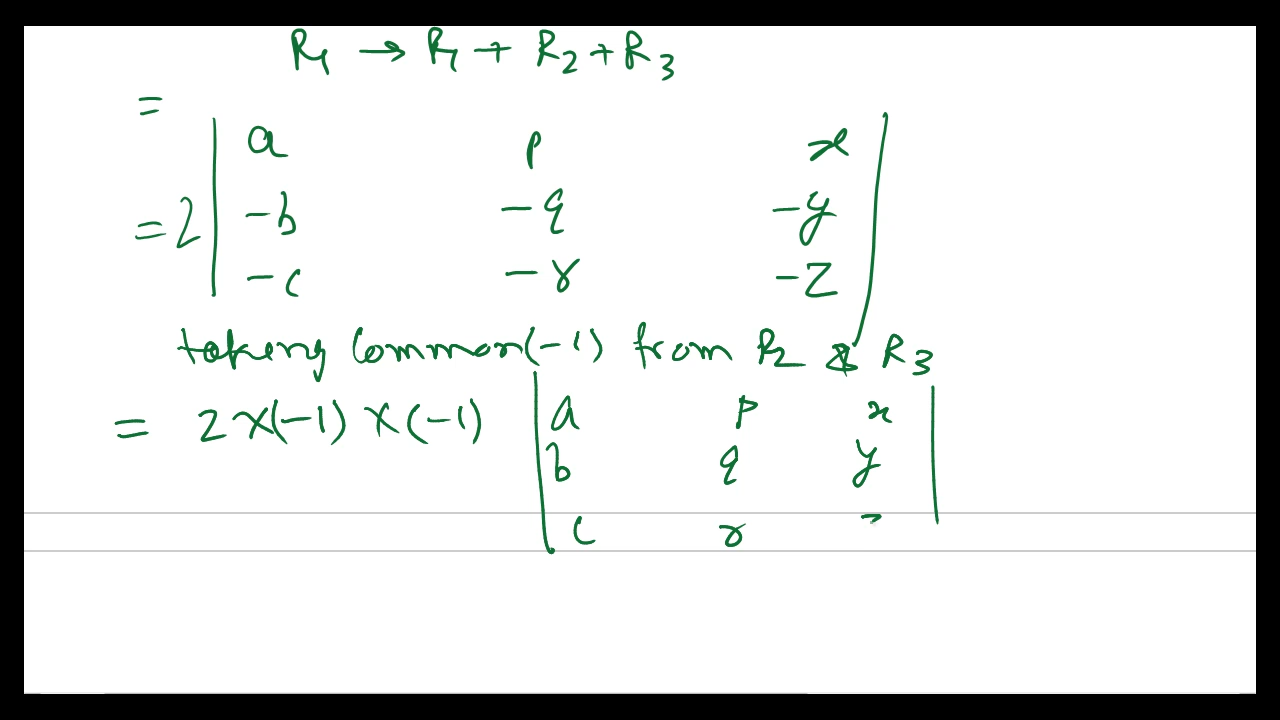 R₁ → R₁ + R₂ + R₃
=
= 2 | a p x |
| -b -q -y |
| -c -r -z |
taking common (-1) from R₂ & R₃
= 2 × (-1) × (-1) | a p x |
| b q y |
| c r